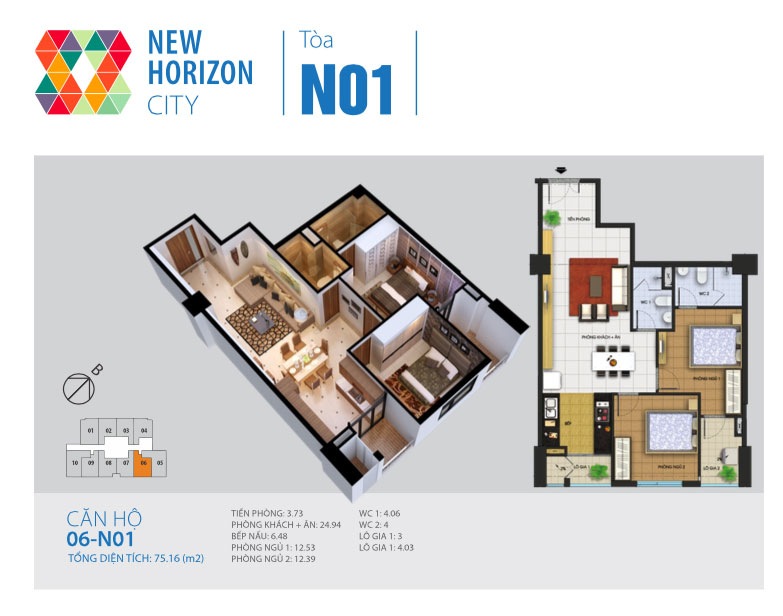 NEW
HORIZON
CITY
Tòa
N01
TIỀN PHÒNG
WC 1
WC 2
PHÒNG KHÁCH + ĂN
PHÒNG NGỦ 1
BẾP
PHÒNG NGỦ 2
LÔ GIA 1
LÔ GIA 2
B
01 02 03 04
10 09 08 07 06 05
CĂN HỘ
06-N01
TỔNG DIỆN TÍCH: 75.16 (m2)
TIỀN PHÒNG: 3.73
PHÒNG KHÁCH + ĂN: 24.94
BẾP NẤU: 6.48
PHÒNG NGỦ 1: 12.53
PHÒNG NGỦ 2: 12.39
WC 1: 4.06
WC 2: 4
LÔ GIA 1: 3
LÔ GIA 1: 4.03